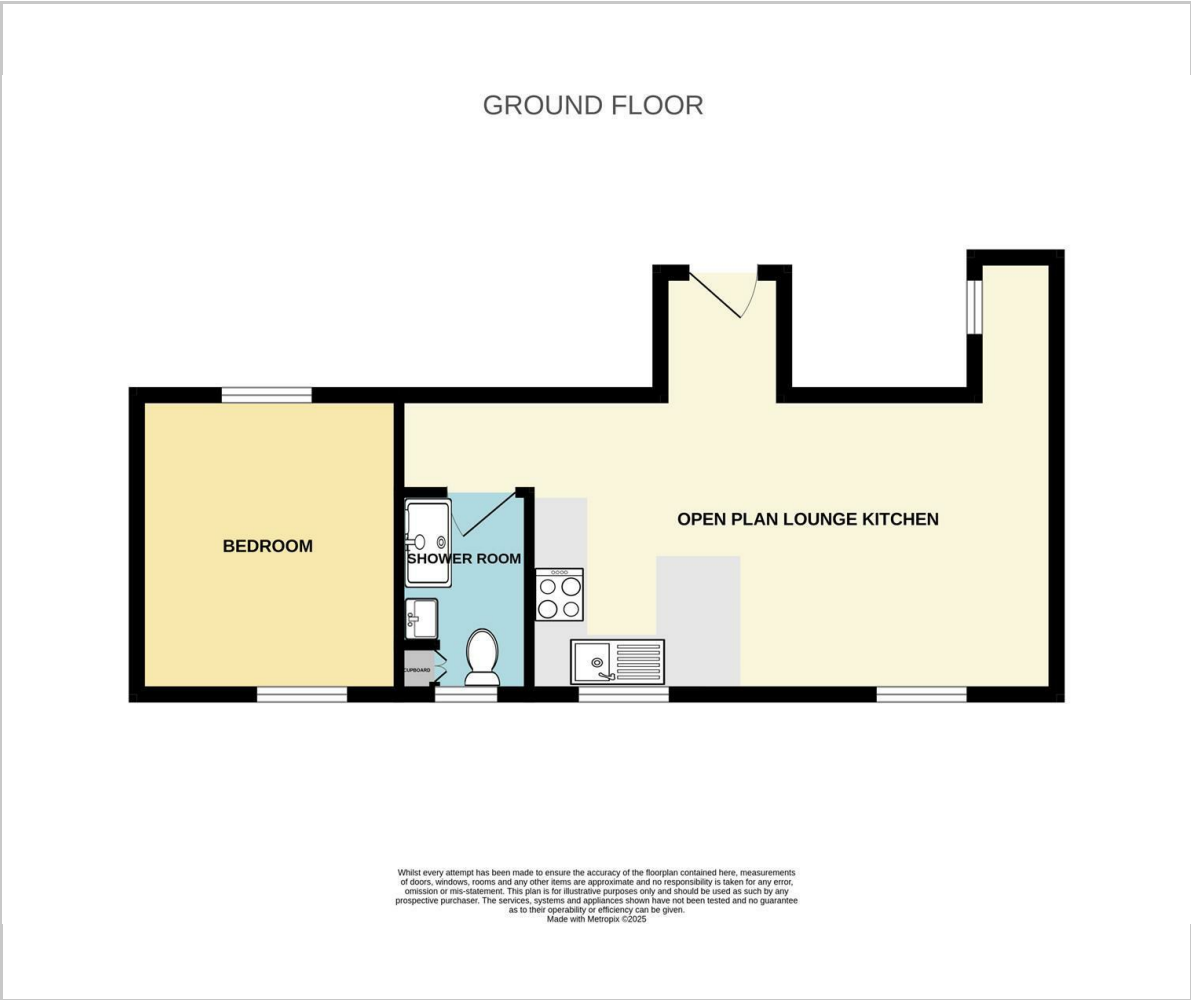 GROUND FLOOR
OPEN PLAN LOUNGE KITCHEN
BEDROOM
SHOWER ROOM
CUPBOARD
Whilst every attempt has been made to ensure the accuracy of the floorplan contained here, measurements
of doors, windows, rooms and any other items are approximate and no responsibility is taken for any error,
omission or mis-statement. This plan is for illustrative purposes only and should be used as such by any
prospective purchaser. The services, systems and appliances shown have not been tested and no guarantee
as to their operability or efficiency can be given.
Made with Metropix ©2025